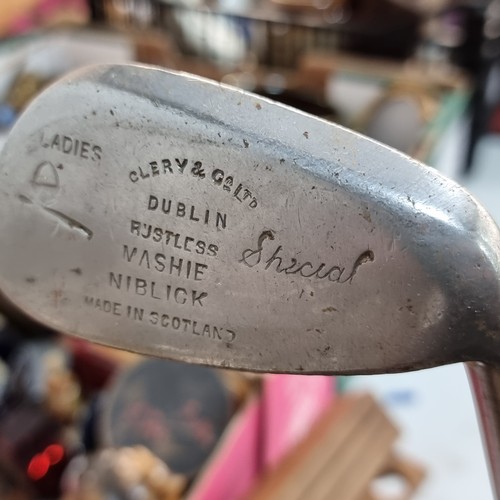 LADIES
CLERY & Co LTD
DUBLIN
RUSTLESS
Special
MASHIE
NIBLICK
MADE IN SCOTLAND